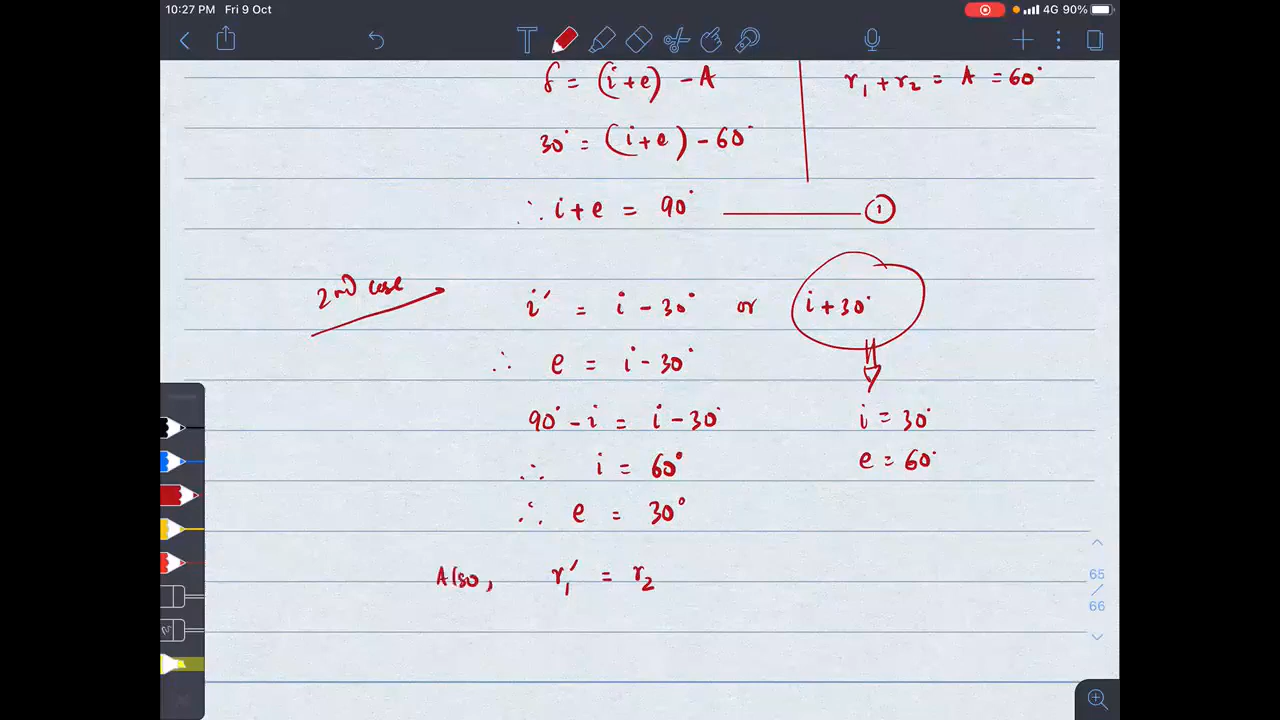 10:27 PM Fri 9 Oct
4G 90%
δ = (i+e) - A
r₁ + r₂ = A = 60°
30° = (i+e) - 60°
∴ i+e = 90° ——— ①
2nd case
i′ = i - 30° or i + 30°
∴ e = i - 30°
90° - i = i - 30°
i = 30°
∴ i = 60°
e = 60°
∴ e = 30°
Also, r₁′ = r₂
65
/
66